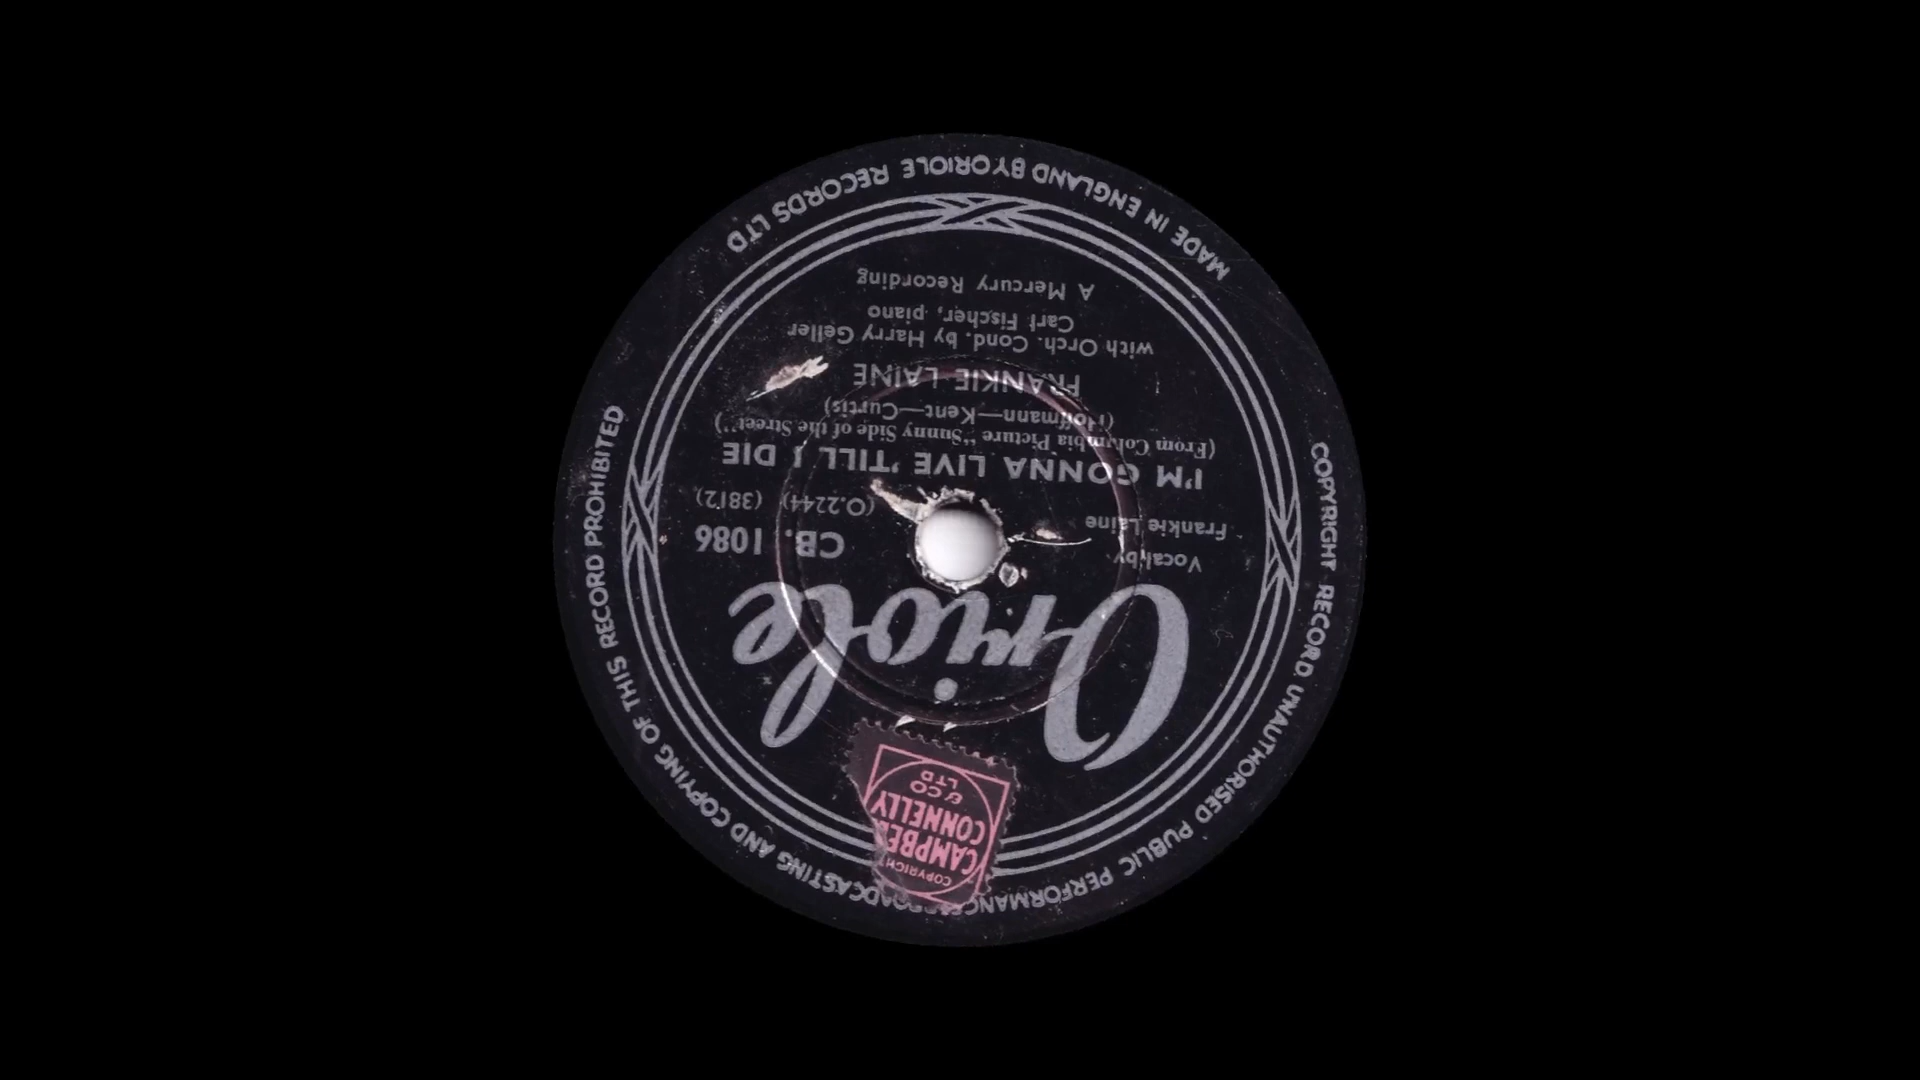 COPYRIGHT RECORD. UNAUTHORISED PUBLIC PERFORMANCE BROADCASTING AND COPYING OF THIS RECORD PROHIBITED
COPYRIGHT
CAMPBE
CONNELLY
& CO
LTD
Oriole
Vocal by
Frankie Laine
CB. 1086
(O.2244) (3812)
I'M GONNA LIVE 'TILL I DIE
(From Columbia Picture "Sunny Side of the Street")
(Hoffmann—Kent—Curtis)
FRANKIE LAINE
with Orch. Cond. by Harry Geller
Carl Fischer, piano
A Mercury Recording
MADE IN ENGLAND BY ORIOLE RECORDS LTD